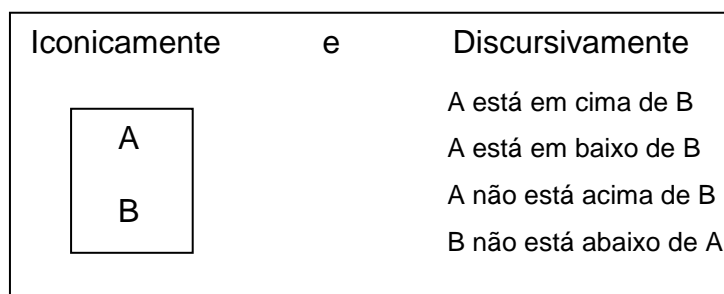 Iconicamente e Discursivamente
A
B
A está em cima de B
A está em baixo de B
A não está acima de B
B não está abaixo de A